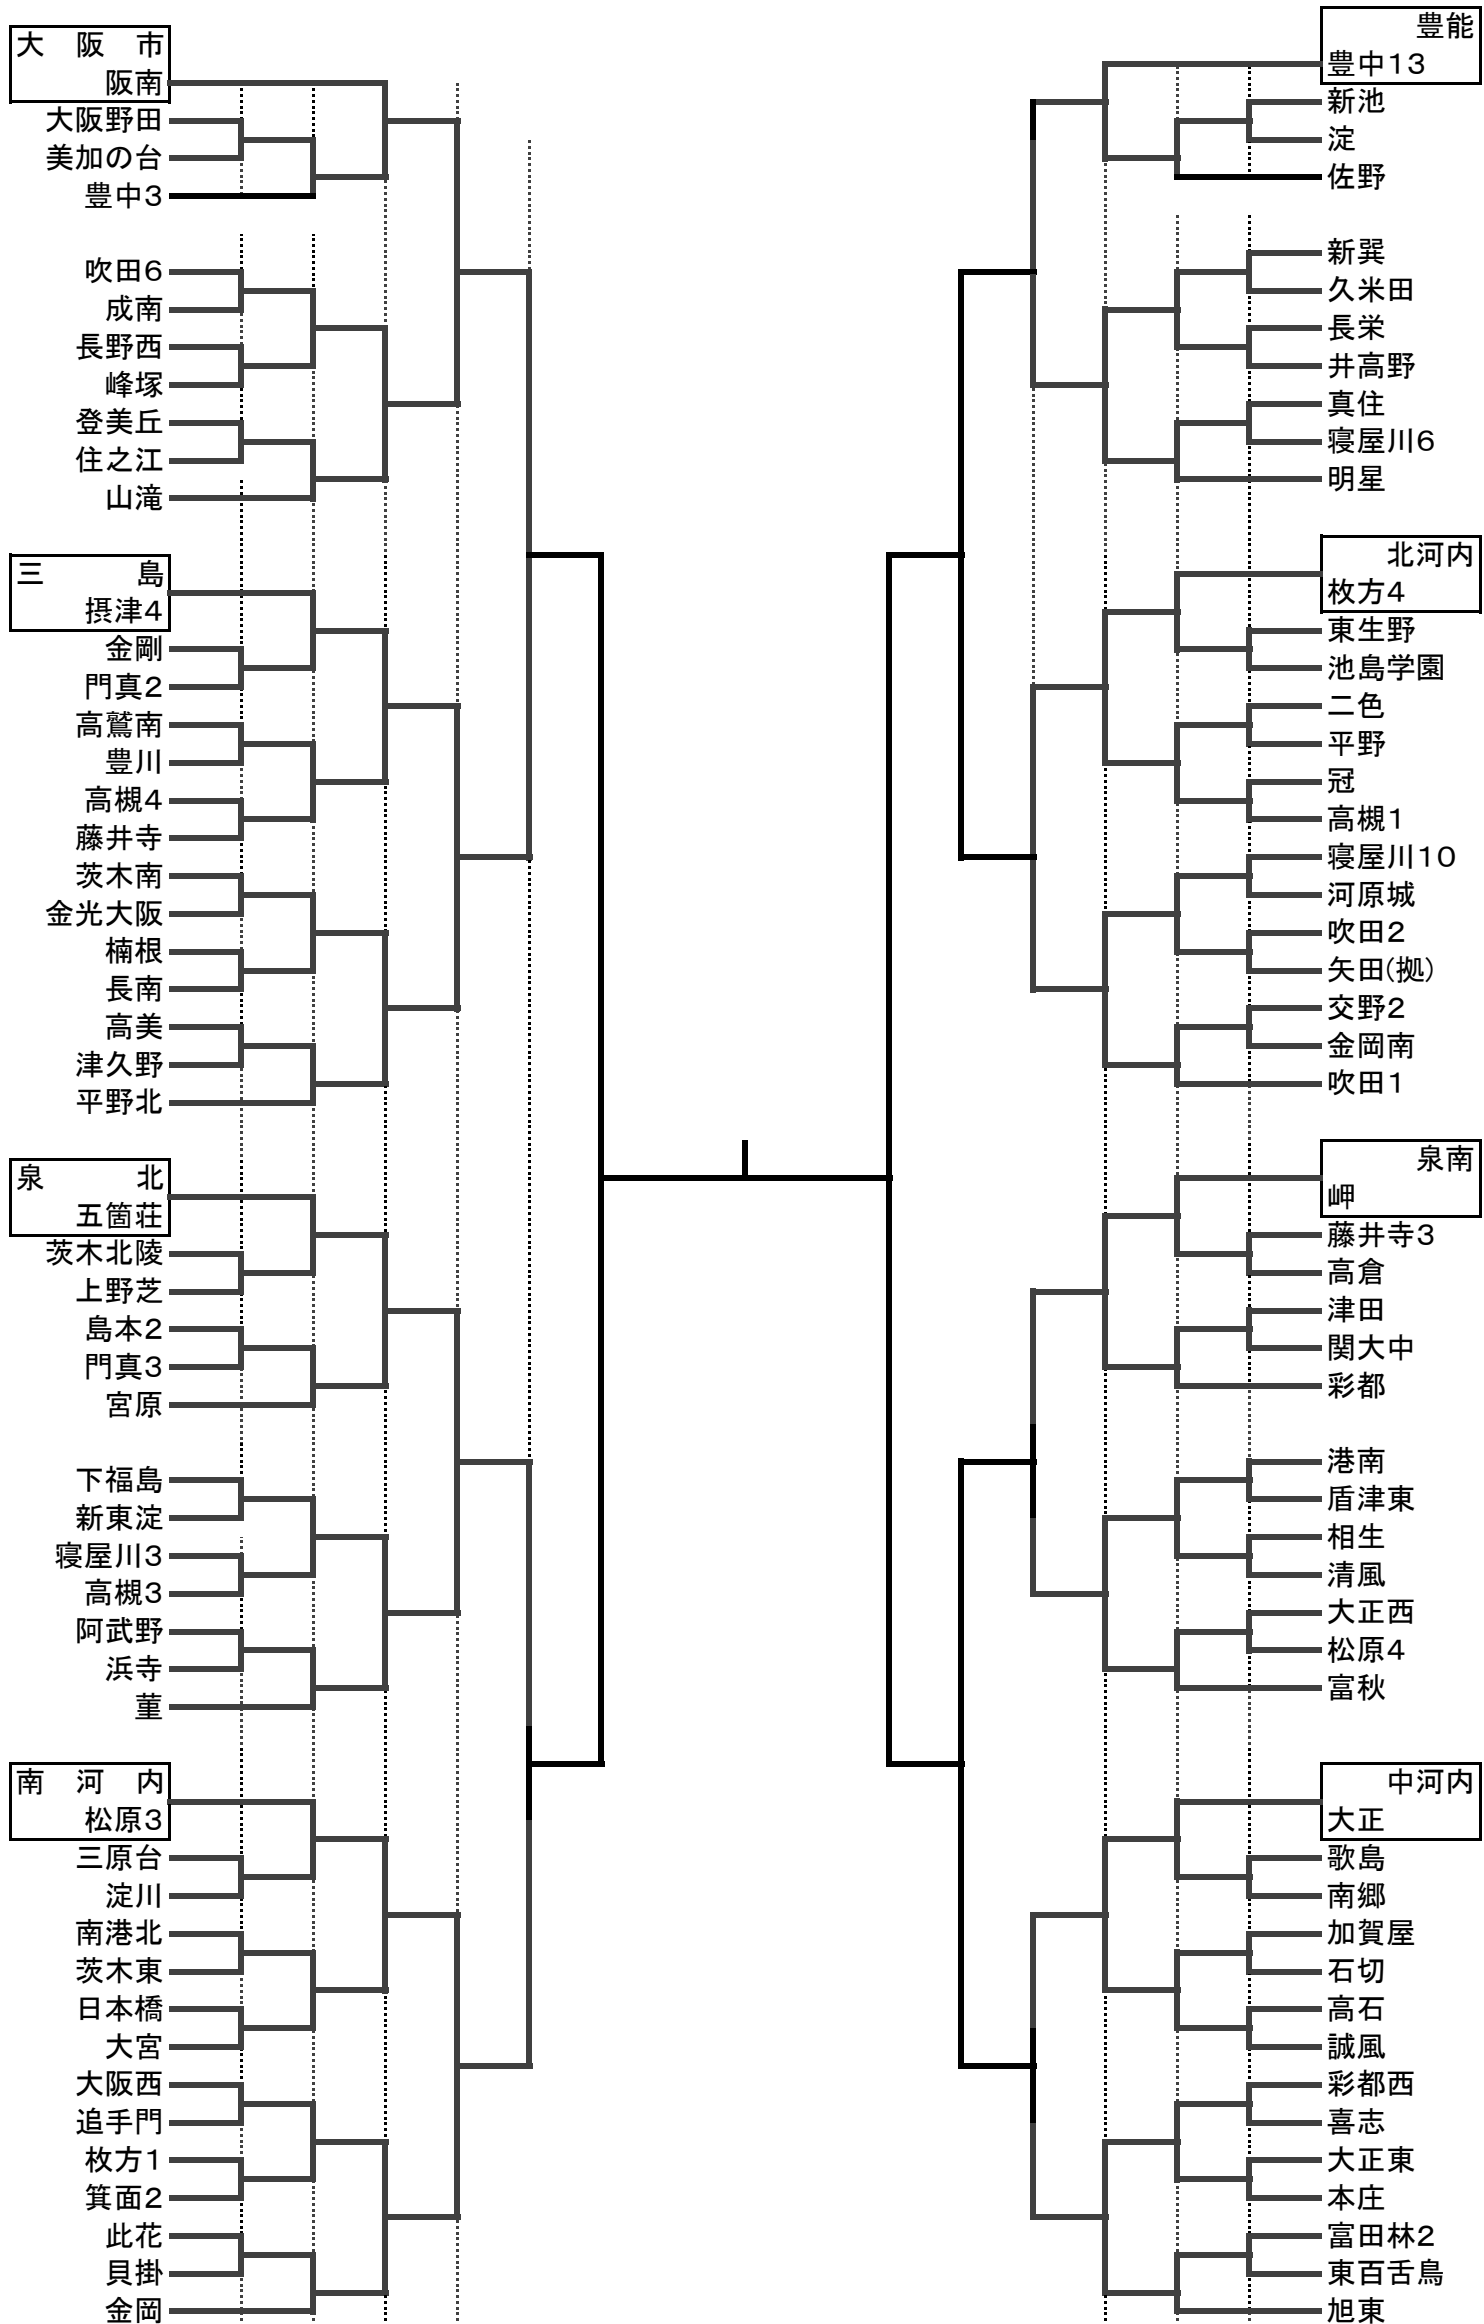 大阪市
阪南
大阪野田
美加の台
豊中3
吹田6
成南
長野西
峰塚
登美丘
住之江
山滝
三島
摂津4
金剛
門真2
高鷲南
豊川
高槻4
藤井寺
茨木南
金光大阪
楠根
長南
高美
津久野
平野北
泉北
五箇荘
茨木北陵
上野芝
島本2
門真3
宮原
下福島
新東淀
寝屋川3
高槻3
阿武野
浜寺
菫
南河内
松原3
三原台
淀川
南港北
茨木東
日本橋
大宮
大阪西
追手門
枚方1
箕面2
此花
貝掛
金岡
豊能
豊中13
新池
淀
佐野
新巽
久米田
長栄
井高野
真住
寝屋川6
明星
北河内
枚方4
東生野
池島学園
二色
平野
冠
高槻1
寝屋川10
河原城
吹田2
矢田(拠)
交野2
金岡南
吹田1
泉南
岬
藤井寺3
高倉
津田
関大中
彩都
港南
盾津東
相生
清風
大正西
松原4
富秋
中河内
大正
歌島
南郷
加賀屋
石切
高石
誠風
彩都西
喜志
大正東
本庄
富田林2
東百舌鳥
旭東